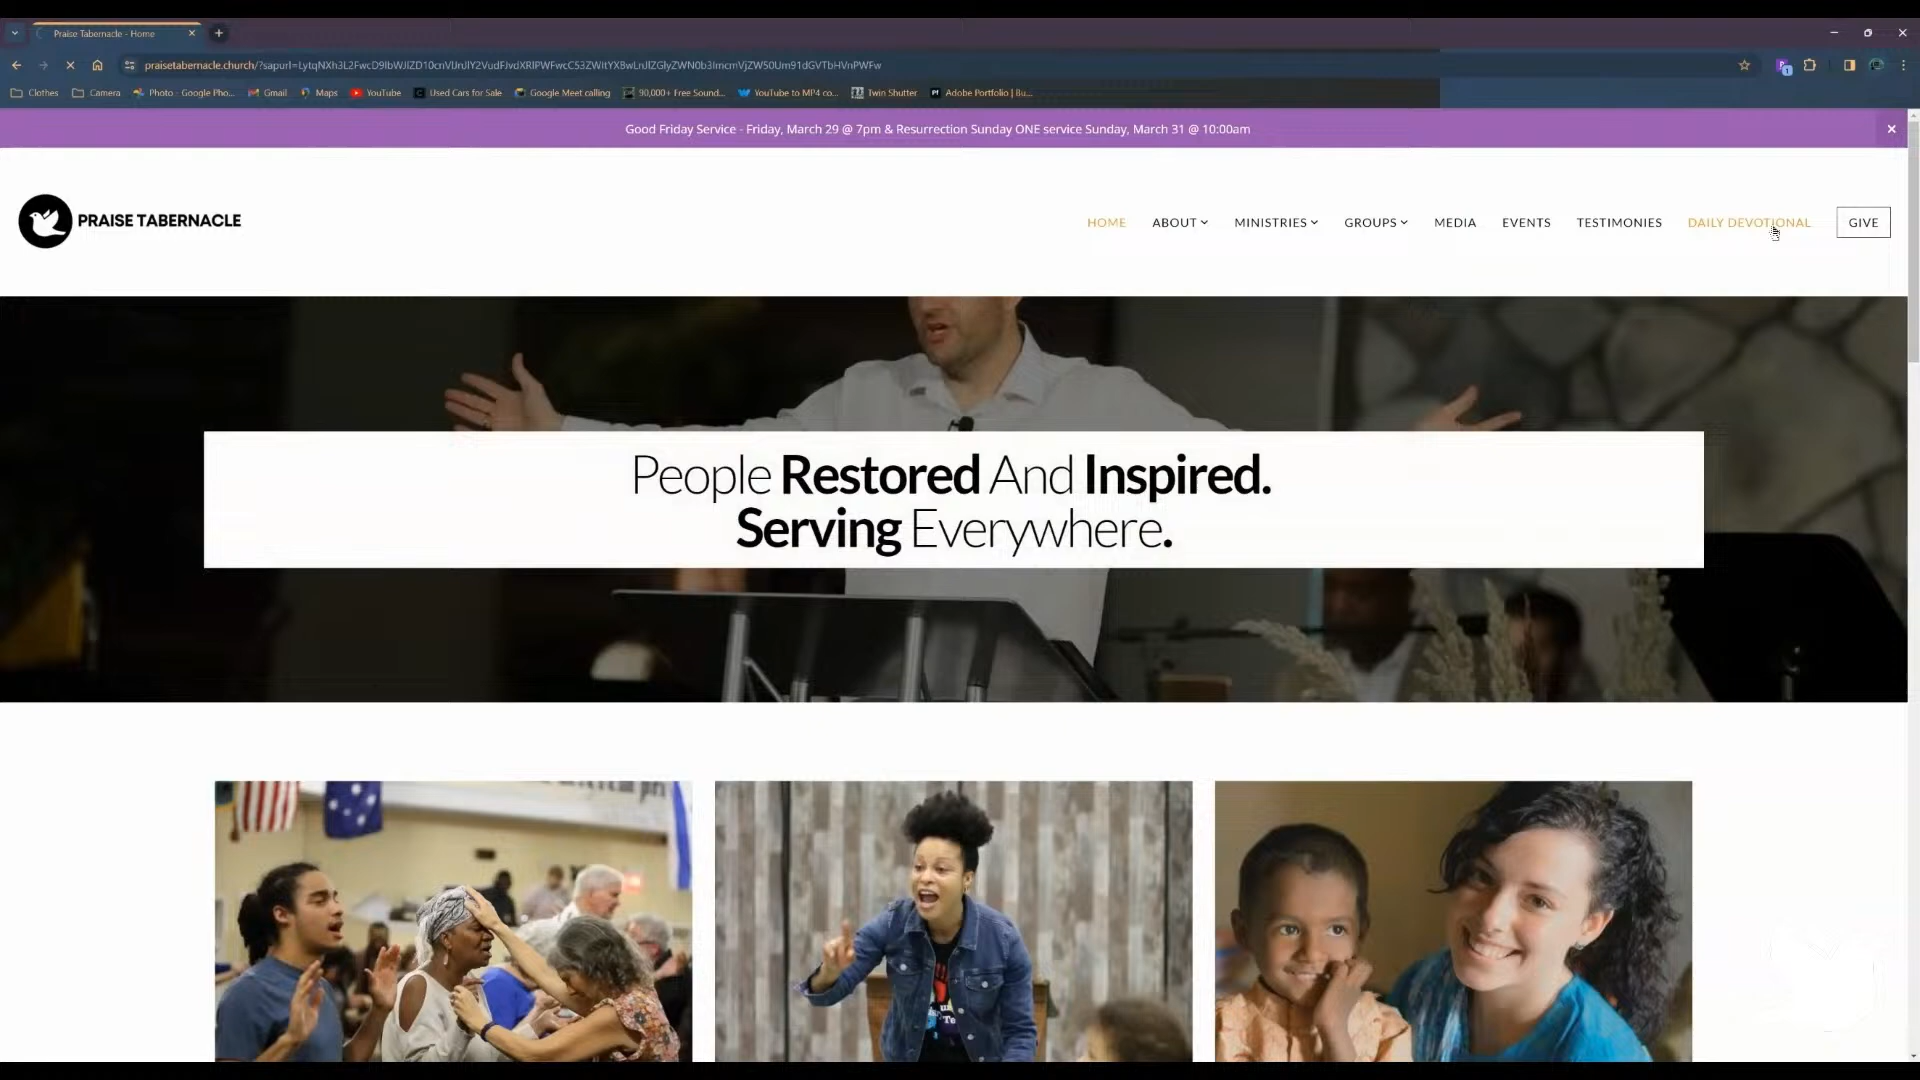 Praise Tabernacle - Home
Clothes
Camera
Photo - Google Pho...
Gmail
Maps
YouTube
Used Cars for Sale
Google Meet calling
90,000+ Free Sound...
YouTube to MP4 co...
Twin Shutter
Adobe Portfolio | Bu...
Good Friday Service - Friday, March 29 @ 7pm & Resurrection Sunday ONE service Sunday, March 31 @ 10:00am
PRAISE TABERNACLE
HOME
ABOUT
MINISTRIES
GROUPS
MEDIA
EVENTS
TESTIMONIES
DAILY DEVOTIONAL
GIVE
People Restored And Inspired.
Serving Everywhere.